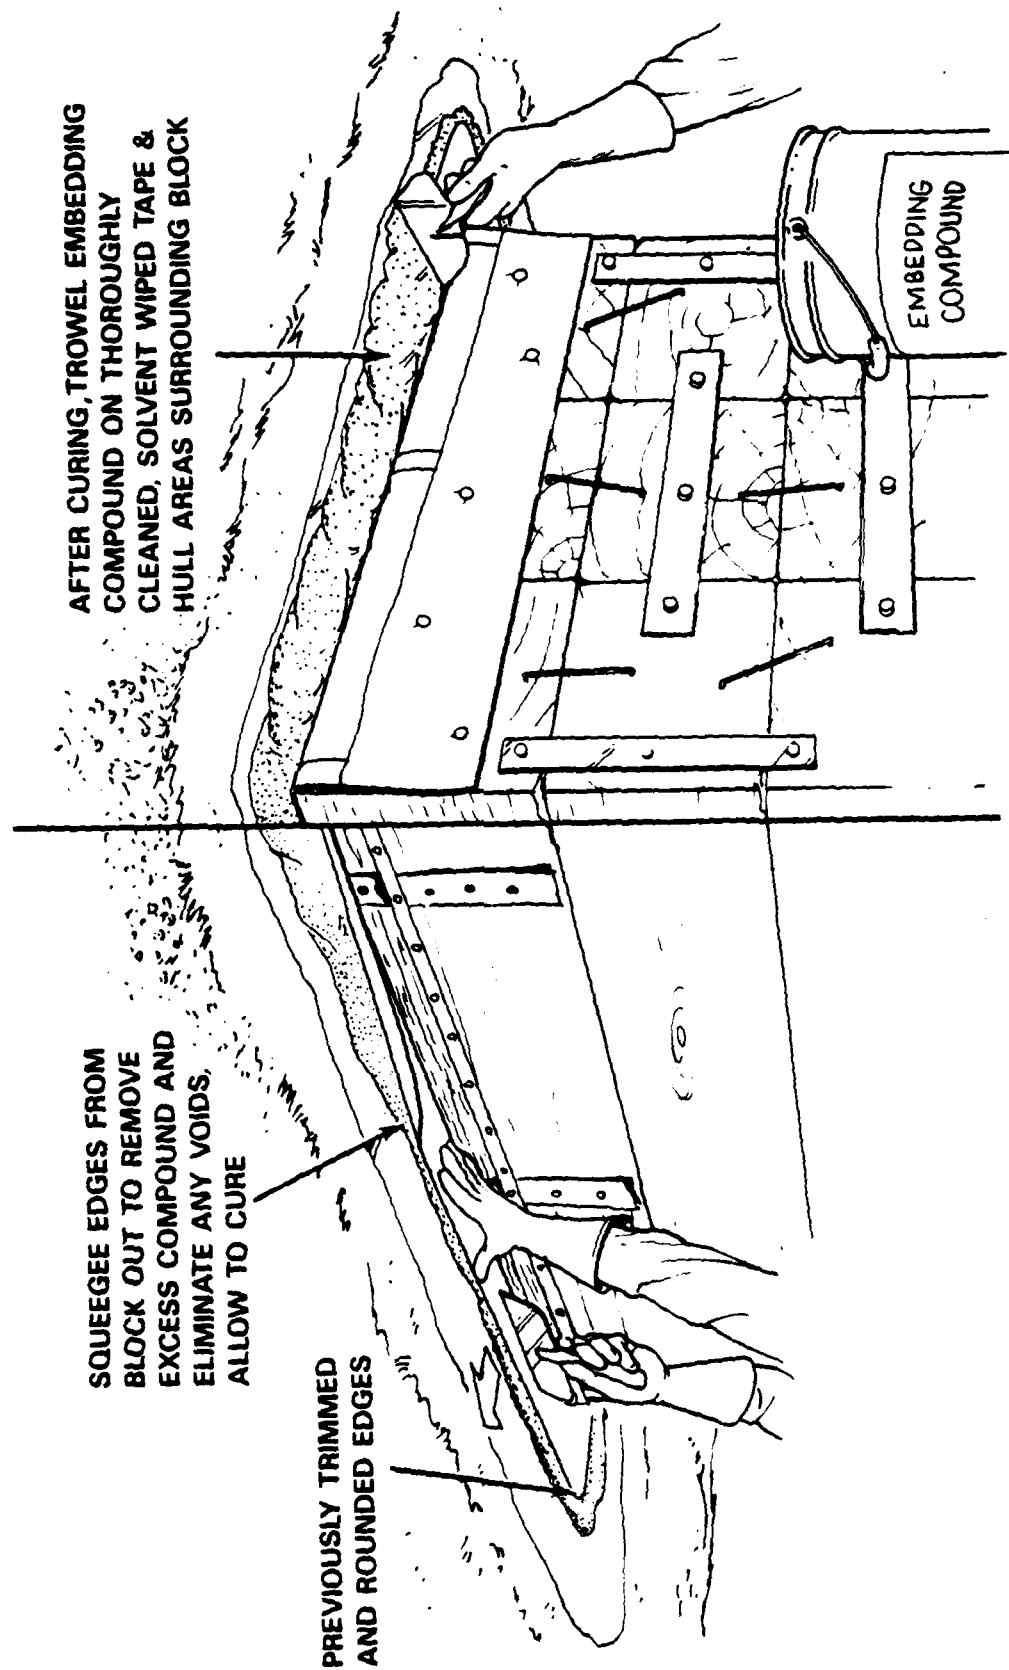 PREVIOUSLY TRIMMED
AND ROUNDED EDGES
SQUEEGEE EDGES FROM
BLOCK OUT TO REMOVE
EXCESS COMPOUND AND
ELIMINATE ANY VOIDS,
ALLOW TO CURE
AFTER CURING, TROWEL EMBEDDING
COMPOUND ON THOROUGHLY
CLEANED, SOLVENT WIPED TAPE &
HULL AREAS SURROUNDING BLOCK
EMBEDDING
COMPOUND